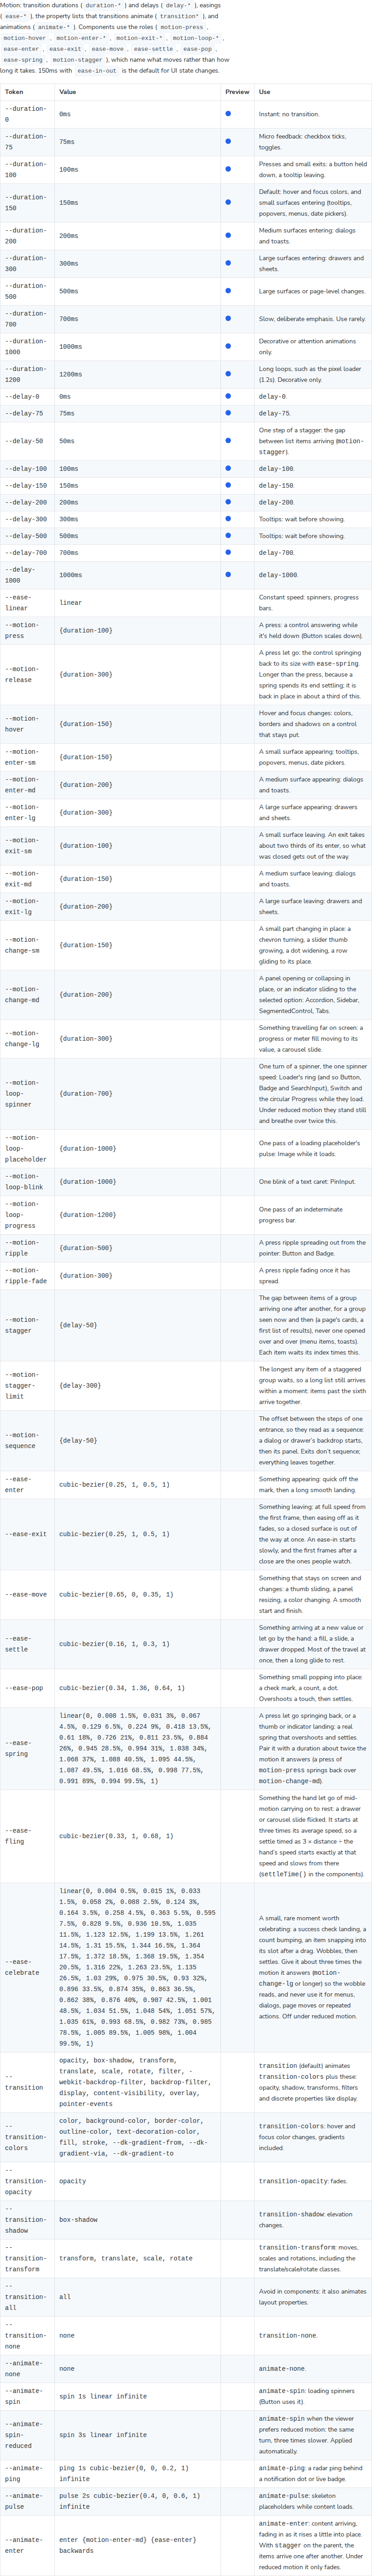 Motion: transition durations ( duration-* ) and delays ( delay-* ), easings
( ease-* ), the property lists that transitions animate ( transition* ), and
animations ( animate-* ). Components use the roles ( motion-press ,
motion-hover , motion-enter-* , motion-exit-* , motion-loop-* ,
ease-enter , ease-exit , ease-move , ease-settle , ease-pop ,
ease-spring , motion-stagger ), which name what moves rather than how
long it takes. 150ms with ease-in-out is the default for UI state changes.
Token Value Preview Use
--duration-
0
0ms
Instant: no transition.
--duration-
75
75ms
Micro feedback: checkbox ticks,
toggles.
--duration-
100
100ms
Presses and small exits: a button held
down, a tooltip leaving.
--duration-
150
150ms
Default: hover and focus colors, and
small surfaces entering (tooltips,
popovers, menus, date pickers).
--duration-
200
200ms
Medium surfaces entering: dialogs
and toasts.
--duration-
300
300ms
Large surfaces entering: drawers and
sheets.
--duration-
500
500ms
Large surfaces or page-level changes.
--duration-
700
700ms
Slow, deliberate emphasis. Use rarely.
--duration-
1000
1000ms
Decorative or attention animations
only.
--duration-
1200
1200ms
Long loops, such as the pixel loader
(1.2s). Decorative only.
--delay-0 0ms delay-0.
--delay-75 75ms delay-75.
--delay-50
50ms
One step of a stagger: the gap
between list items arriving (motion-
stagger).
--delay-100 100ms delay-100.
--delay-150 150ms delay-150.
--delay-200 200ms delay-200.
--delay-300 300ms Tooltips: wait before showing.
--delay-500 500ms Tooltips: wait before showing.
--delay-700 700ms delay-700.
--delay-
1000
1000ms
delay-1000.
--ease-
linear
linear
Constant speed: spinners, progress
bars.
--motion-
press
{duration-100}
A press: a control answering while
it's held down (Button scales down).
--motion-
release
{duration-300}
A press let go: the control springing
back to its size with ease-spring.
Longer than the press, because a
spring spends its end settling; it is
back in place in about a third of this.
--motion-
hover
{duration-150}
Hover and focus changes: colors,
borders and shadows on a control
that stays put.
--motion-
enter-sm
{duration-150}
A small surface appearing: tooltips,
popovers, menus, date pickers.
--motion-
enter-md
{duration-200}
A medium surface appearing: dialogs
and toasts.
--motion-
enter-lg
{duration-300}
A large surface appearing: drawers
and sheets.
--motion-
exit-sm
{duration-100}
A small surface leaving. An exit takes
about two thirds of its enter, so what
was closed gets out of the way.
--motion-
exit-md
{duration-150}
A medium surface leaving: dialogs
and toasts.
--motion-
exit-lg
{duration-200}
A large surface leaving: drawers and
sheets.
--motion-
change-sm
{duration-150}
A small part changing in place: a
chevron turning, a slider thumb
growing, a dot widening, a row
gliding to its place.
--motion-
change-md
{duration-200}
A panel opening or collapsing in
place, or an indicator sliding to the
selected option: Accordion, Sidebar,
SegmentedControl, Tabs.
--motion-
change-lg
{duration-300}
Something travelling far on screen: a
progress or meter fill moving to its
value, a carousel slide.
--motion-
loop-
spinner
{duration-700}
One turn of a spinner, the one spinner
speed: Loader's ring (and so Button,
Badge and SearchInput), Switch and
the circular Progress while they load.
Under reduced motion they stand still
and breathe over twice this.
--motion-
loop-
placeholder
{duration-1000}
One pass of a loading placeholder's
pulse: Image while it loads.
--motion-
loop-blink
{duration-1000}
One blink of a text caret: PinInput.
--motion-
loop-
progress
{duration-1200}
One pass of an indeterminate
progress bar.
--motion-
ripple
{duration-500}
A press ripple spreading out from the
pointer: Button and Badge.
--motion-
ripple-fade
{duration-300}
A press ripple fading once it has
spread.
--motion-
stagger
{delay-50}
The gap between items of a group
arriving one after another, for a group
seen now and then (a page's cards, a
first list of results), never one opened
over and over (menu items, toasts).
Each item waits its index times this.
--motion-
stagger-
limit
{delay-300}
The longest any item of a staggered
group waits, so a long list still arrives
within a moment: items past the sixth
arrive together.
--motion-
sequence
{delay-50}
The offset between the steps of one
entrance, so they read as a sequence:
a dialog or drawer's backdrop starts,
then its panel. Exits don't sequence;
everything leaves together.
--ease-
enter
cubic-bezier(0.25, 1, 0.5, 1)
Something appearing: quick off the
mark, then a long smooth landing.
--ease-exit
cubic-bezier(0.25, 1, 0.5, 1)
Something leaving: at full speed from
the first frame, then easing off as it
fades, so a closed surface is out of
the way at once. An ease-in starts
slowly, and the first frames after a
close are the ones people watch.
--ease-move
cubic-bezier(0.65, 0, 0.35, 1)
Something that stays on screen and
changes: a thumb sliding, a panel
resizing, a color changing. A smooth
start and finish.
--ease-
settle
cubic-bezier(0.16, 1, 0.3, 1)
Something arriving at a new value or
let go by the hand: a fill, a slide, a
drawer dropped. Most of the travel at
once, then a long glide to rest.
--ease-pop
cubic-bezier(0.34, 1.36, 0.64, 1)
Something small popping into place:
a check mark, a count, a dot.
Overshoots a touch, then settles.
--ease-
spring
linear(0, 0.008 1.5%, 0.031 3%, 0.067
4.5%, 0.129 6.5%, 0.224 9%, 0.418 13.5%,
0.61 18%, 0.726 21%, 0.811 23.5%, 0.884
26%, 0.945 28.5%, 0.994 31%, 1.038 34%,
1.068 37%, 1.088 40.5%, 1.095 44.5%,
1.087 49.5%, 1.016 68.5%, 0.998 77.5%,
0.991 89%, 0.994 99.5%, 1)
A press let go springing back, or a
thumb or indicator landing: a real
spring that overshoots and settles.
Pair it with a duration about twice the
motion it answers (a press of
motion-press springs back over
motion-change-md).
--ease-
fling
cubic-bezier(0.33, 1, 0.68, 1)
Something the hand let go of mid-
motion carrying on to rest: a drawer
or carousel slide flicked. It starts at
three times its average speed, so a
settle timed as 3 × distance ÷ the
hand's speed starts exactly at that
speed and slows from there
(settleTime() in the components).
--ease-
celebrate
linear(0, 0.004 0.5%, 0.015 1%, 0.033
1.5%, 0.058 2%, 0.088 2.5%, 0.124 3%,
0.164 3.5%, 0.258 4.5%, 0.363 5.5%, 0.595
7.5%, 0.828 9.5%, 0.936 10.5%, 1.035
11.5%, 1.123 12.5%, 1.199 13.5%, 1.261
14.5%, 1.31 15.5%, 1.344 16.5%, 1.364
17.5%, 1.372 18.5%, 1.368 19.5%, 1.354
20.5%, 1.316 22%, 1.263 23.5%, 1.135
26.5%, 1.03 29%, 0.975 30.5%, 0.93 32%,
0.896 33.5%, 0.874 35%, 0.863 36.5%,
0.862 38%, 0.876 40%, 0.907 42.5%, 1.001
48.5%, 1.034 51.5%, 1.048 54%, 1.051 57%,
1.035 61%, 0.993 68.5%, 0.982 73%, 0.985
78.5%, 1.005 89.5%, 1.005 98%, 1.004
99.5%, 1)
A small, rare moment worth
celebrating: a success check landing, a
count bumping, an item snapping into
its slot after a drag. Wobbles, then
settles. Give it about three times the
motion it answers (motion-
change-lg or longer) so the wobble
reads, and never use it for menus,
dialogs, page moves or repeated
actions. Off under reduced motion.
--
transition
opacity, box-shadow, transform,
translate, scale, rotate, filter, -
webkit-backdrop-filter, backdrop-filter,
display, content-visibility, overlay,
pointer-events
transition (default) animates
transition-colors plus these:
opacity, shadow, transforms, filters
and discrete properties like display.
--
transition-
colors
color, background-color, border-color,
outline-color, text-decoration-color,
fill, stroke, --dk-gradient-from, --dk-
gradient-via, --dk-gradient-to
transition-colors: hover and
focus color changes, gradients
included.
--
transition-
opacity
opacity
transition-opacity: fades.
--
transition-
shadow
box-shadow
transition-shadow: elevation
changes.
--
transition-
transform
transform, translate, scale, rotate
transition-transform: moves,
scales and rotations, including the
translate/scale/rotate classes.
--
transition-
all
all
Avoid in components: it also animates
layout properties.
--
transition-
none
none
transition-none.
--animate-
none
none
animate-none.
--animate-
spin
spin 1s linear infinite
animate-spin: loading spinners
(Button uses it).
--animate-
spin-
reduced
spin 3s linear infinite
animate-spin when the viewer
prefers reduced motion: the same
turn, three times slower. Applied
automatically.
--animate-
ping
ping 1s cubic-bezier(0, 0, 0.2, 1)
infinite
animate-ping: a radar ping behind
a notification dot or live badge.
--animate-
pulse
pulse 2s cubic-bezier(0.4, 0, 0.6, 1)
infinite
animate-pulse: skeleton
placeholders while content loads.
--animate-
enter
enter {motion-enter-md} {ease-enter}
backwards
animate-enter: content arriving,
fading in as it rises a little into place.
With stagger on the parent, the
items arrive one after another. Under
reduced motion it only fades.